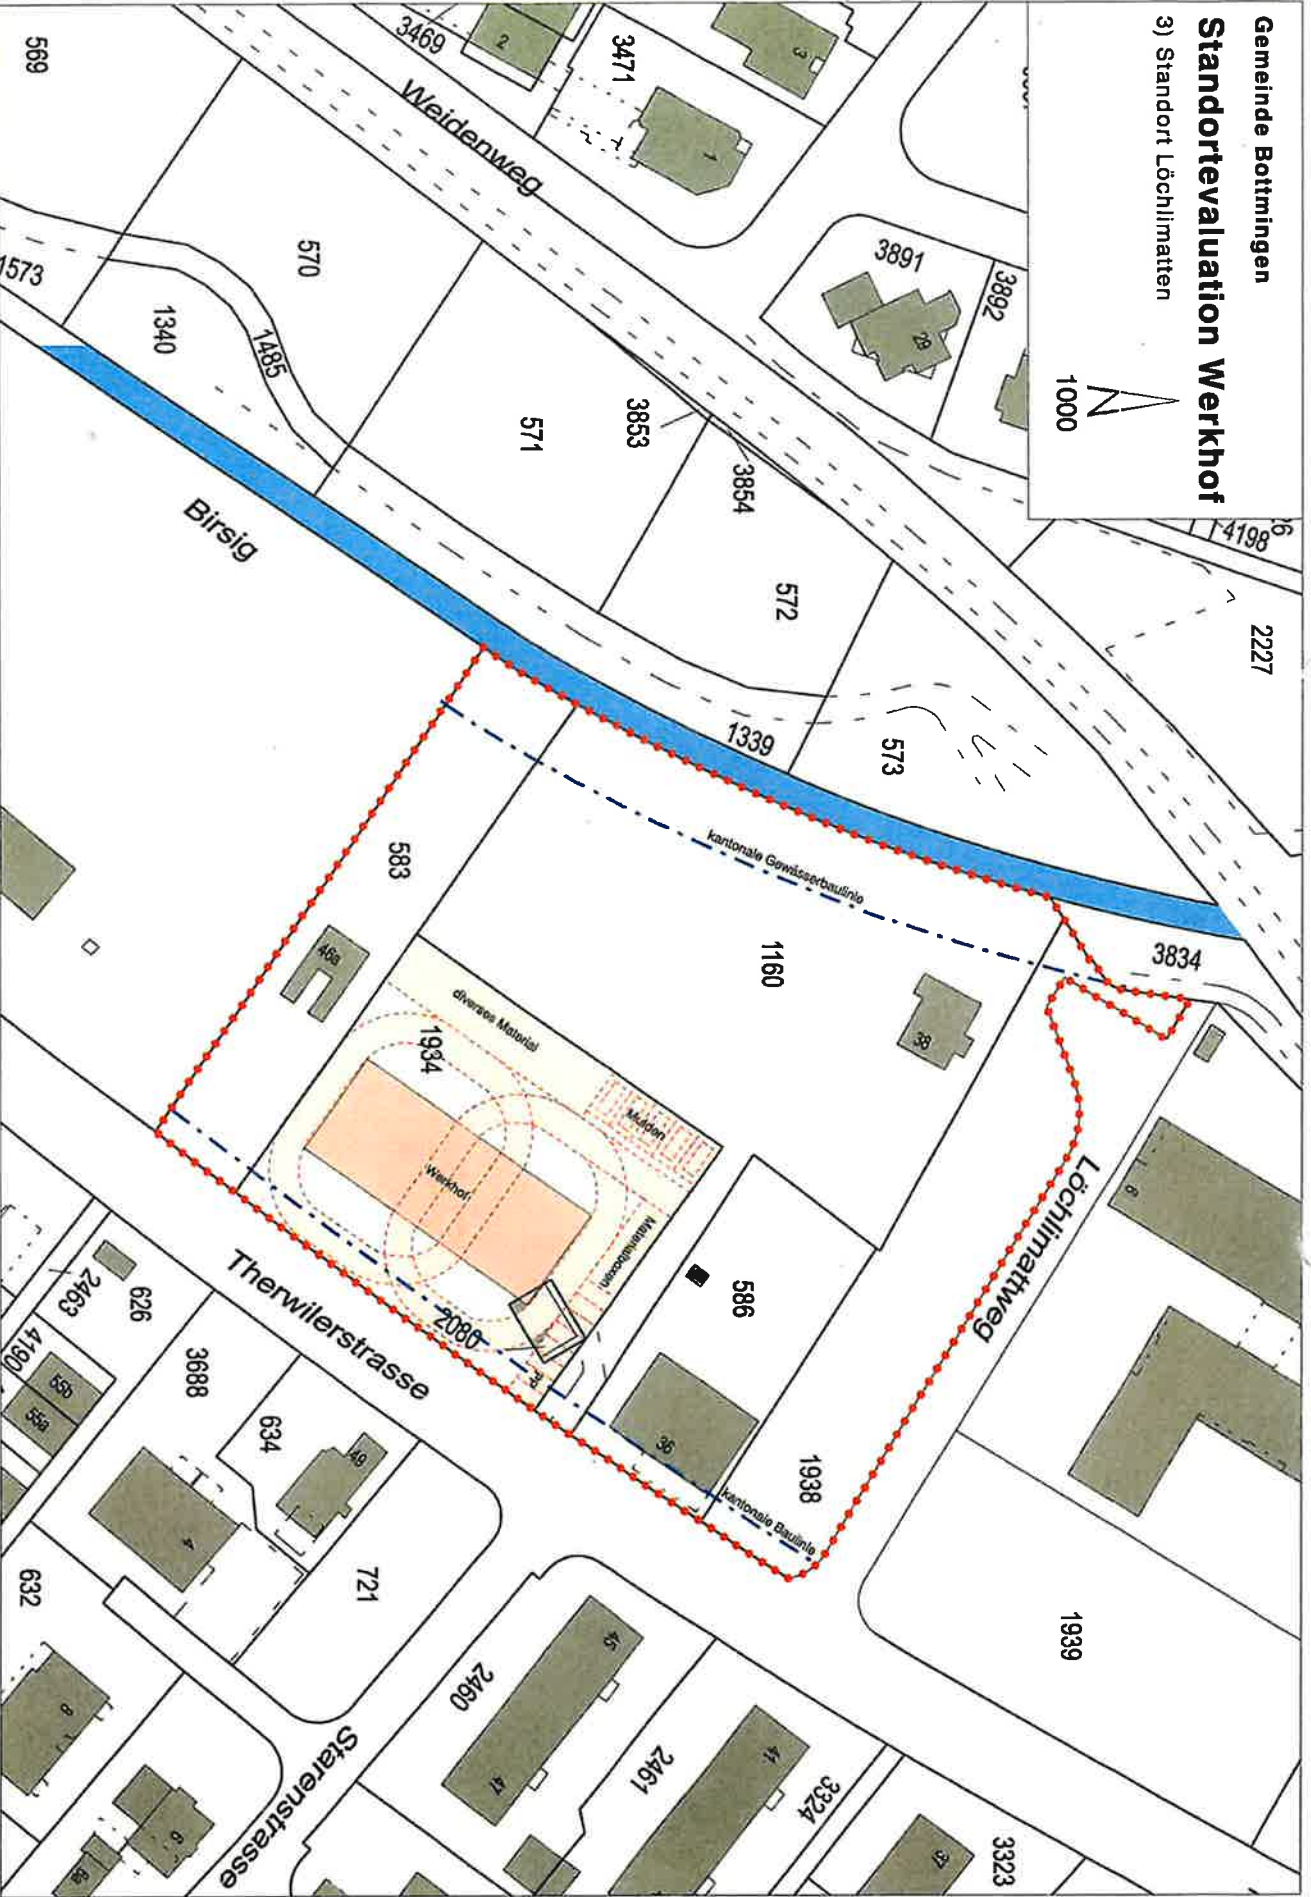 Gemeinde Bottmingen
Standortevaluation Werkhof
3) Standort Löchlimatten
N
1000
3469
2
3471
1
3
Weidenweg
3891
29
3892
4198
2227
569
570
571
3853
3854
572
573
1573
1340
1485
1339
3834
Birsig
kantonale Gewässerbaulinie
583
46a
1160
38
diverses Material
1934
Mulden
Werkhof
Materialboxen
2080
PP
586
36
1938
kantonale Baulinie
Löchlimattweg
1939
Therwilerstrasse
626
2463
4190
55b
55a
3688
634
49
4
721
632
8
6
6a
Starenstrasse
2460
45
47
2461
41
3324
37
3323